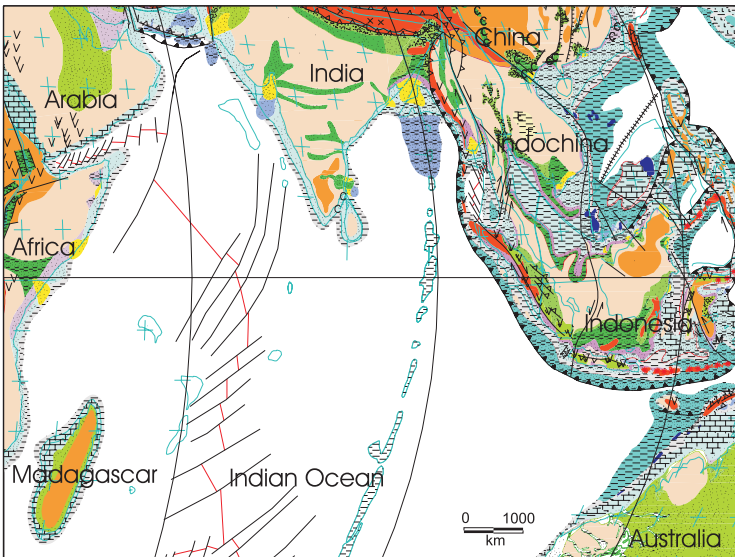 China
India
Arabia
Indochina
Africa
Indonesia
M
Madagascar
Indian Ocean
0 1000
km
Australia